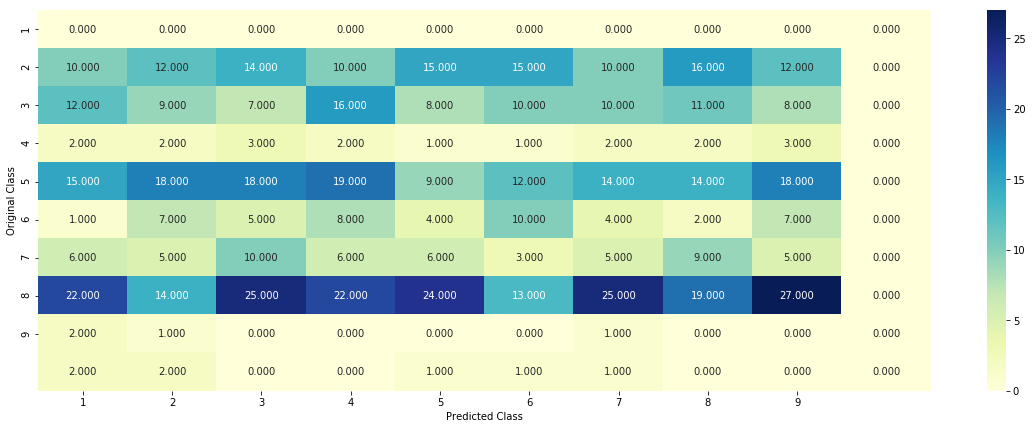 1 0.000 0.000 0.000 0.000 0.000 0.000 0.000 0.000 0.000 0.000
2 10.000 12.000 14.000 10.000 15.000 15.000 10.000 16.000 12.000 0.000
3 12.000 9.000 7.000 16.000 8.000 10.000 10.000 11.000 8.000 0.000
4 2.000 2.000 3.000 2.000 1.000 1.000 2.000 2.000 3.000 0.000
5 15.000 18.000 18.000 19.000 9.000 12.000 14.000 14.000 18.000 0.000
6 1.000 7.000 5.000 8.000 4.000 10.000 4.000 2.000 7.000 0.000
7 6.000 5.000 10.000 6.000 6.000 3.000 5.000 9.000 5.000 0.000
8 22.000 14.000 25.000 22.000 24.000 13.000 25.000 19.000 27.000 0.000
9 2.000 1.000 0.000 0.000 0.000 0.000 1.000 0.000 0.000 0.000
2.000 2.000 0.000 0.000 1.000 1.000 1.000 0.000 0.000 0.000
1 2 3 4 5 6 7 8 9
Predicted Class
Original Class
25
20
15
10
5
0